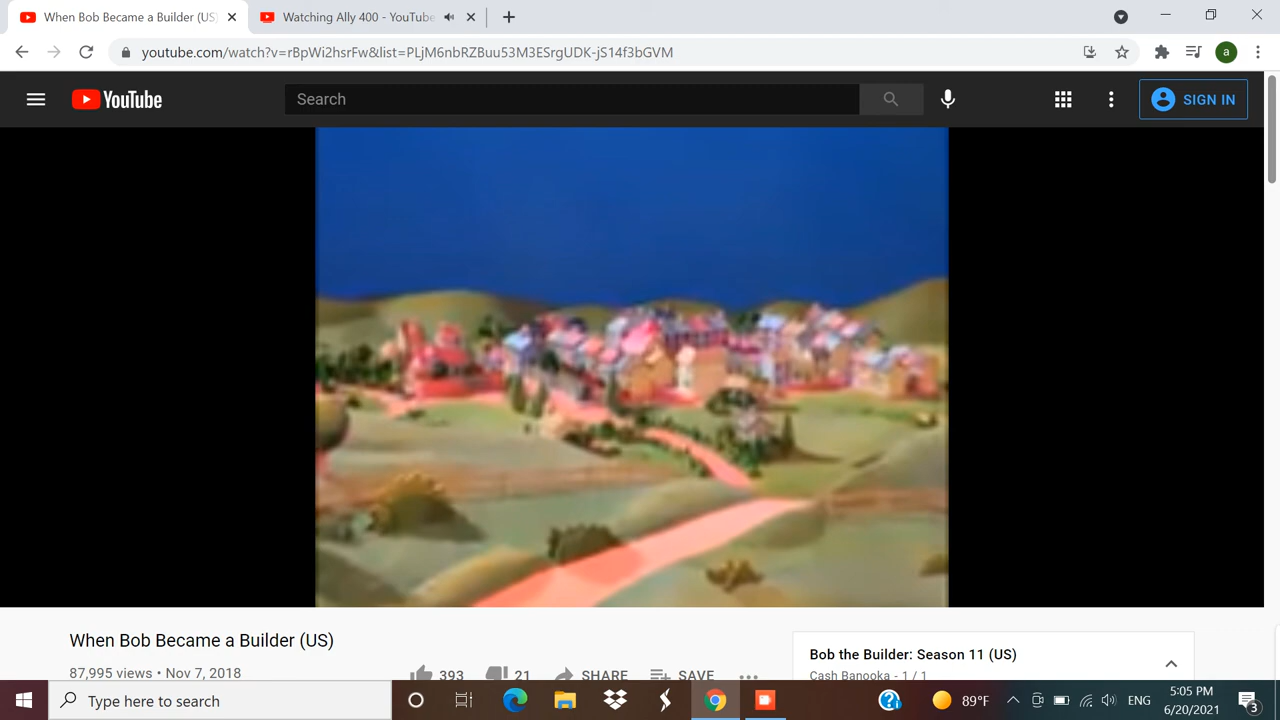 When Bob Became a Builder (US)
Watching Ally 400 - YouTube
youtube.com/watch?v=rBpWi2hsrFw&list=PLjM6nbRZBuu53M3ESrgUDK-jS14f3bGVM
a
YouTube
Search
SIGN IN
When Bob Became a Builder (US)
87,995 views • Nov 7, 2018
393
21
SHARE
SAVE
Bob the Builder: Season 11 (US)
Cash Banooka - 1 / 1
Type here to search
89°F
ENG
5:05 PM
6/20/2021
3